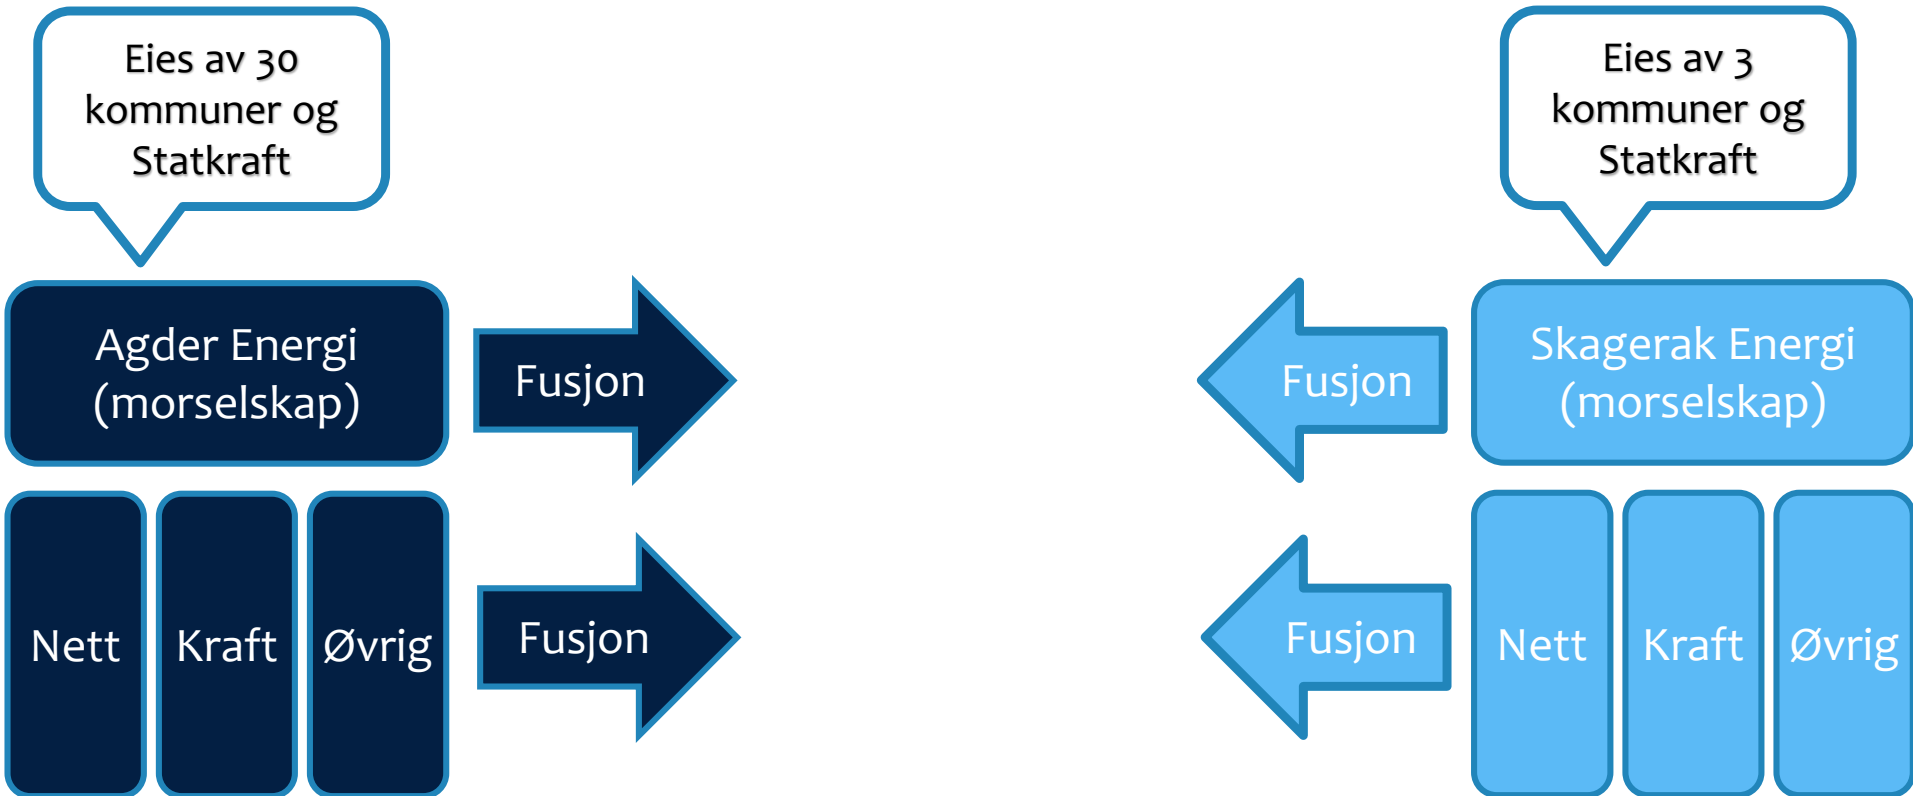 Eies av 30
kommuner og
Statkraft
Eies av 3
kommuner og
Statkraft
Agder Energi
(morselskap)
Fusjon
Fusjon
Skagerak Energi
(morselskap)
Nett
Kraft
Øvrig
Fusjon
Fusjon
Nett
Kraft
Øvrig